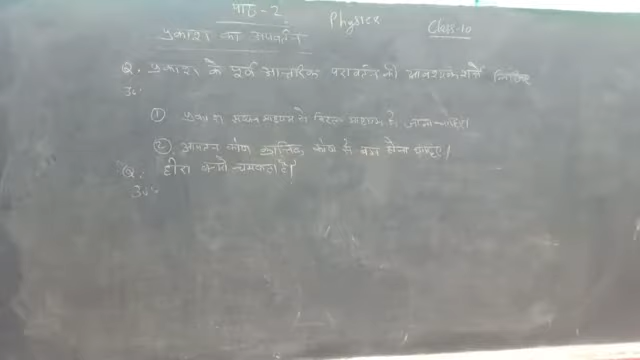 पाठ-2 Physics Class-10
प्रकाश का अपवर्तन
Q. प्रकाश के पूर्ण आन्तरिक परावर्तन की आवश्यक शर्तें लिखिए
उ०:
① प्रकाश सघन माध्यम से विरल माध्यम में जाना चाहिए।
② आपतन कोण क्रान्तिक कोण से बड़ा होना चाहिए।
Q. हीरा क्यों चमकता है।
उ०: